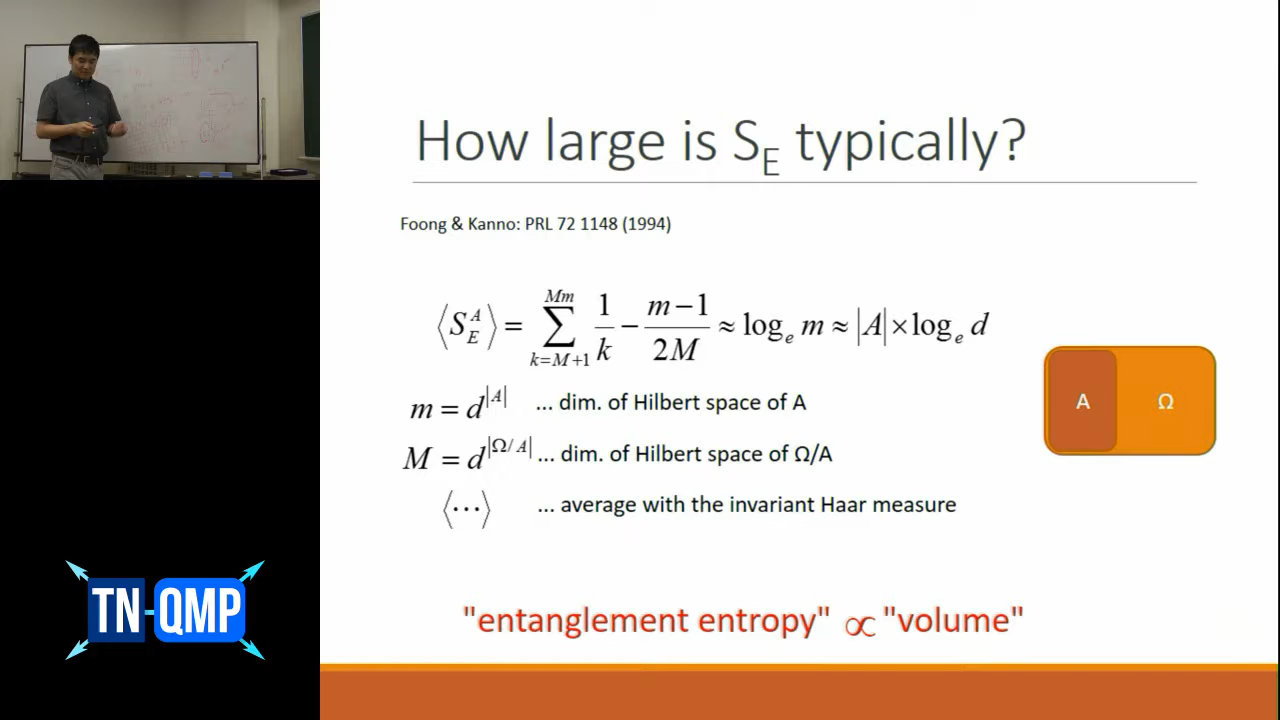 How large is S_E typically?
Foong & Kanno: PRL 72 1148 (1994)
⟨S_E^A⟩ = ∑_{k=M+1}^{Mm} 1/k − (m−1)/(2M) ≈ log_e m ≈ |A|×log_e d
A Ω
m = d^{|A|} ... dim. of Hilbert space of A
M = d^{|Ω/A|} ... dim. of Hilbert space of Ω/A
⟨⋯⟩ ... average with the invariant Haar measure
"entanglement entropy" ∝ "volume"
TN-QMP